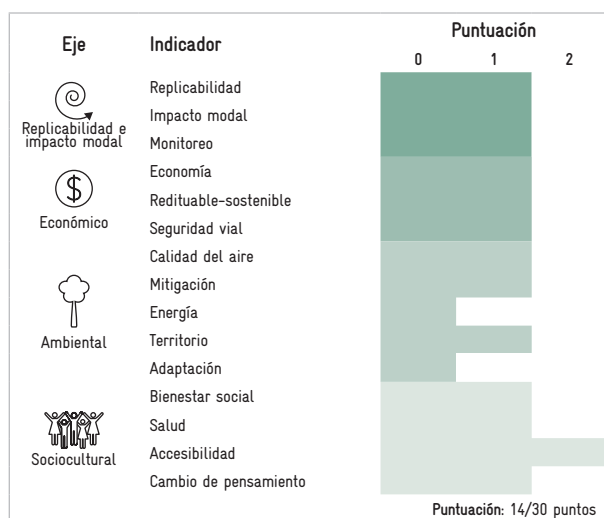 Eje
Indicador
Puntuación
0 1 2
Replicabilidad e
impacto modal
Replicabilidad
Impacto modal
Monitoreo
$
Económico
Economía
Redituable-sostenible
Seguridad vial
Ambiental
Calidad del aire
Mitigación
Energía
Territorio
Adaptación
Sociocultural
Bienestar social
Salud
Accesibilidad
Cambio de pensamiento
Puntuación: 14/30 puntos